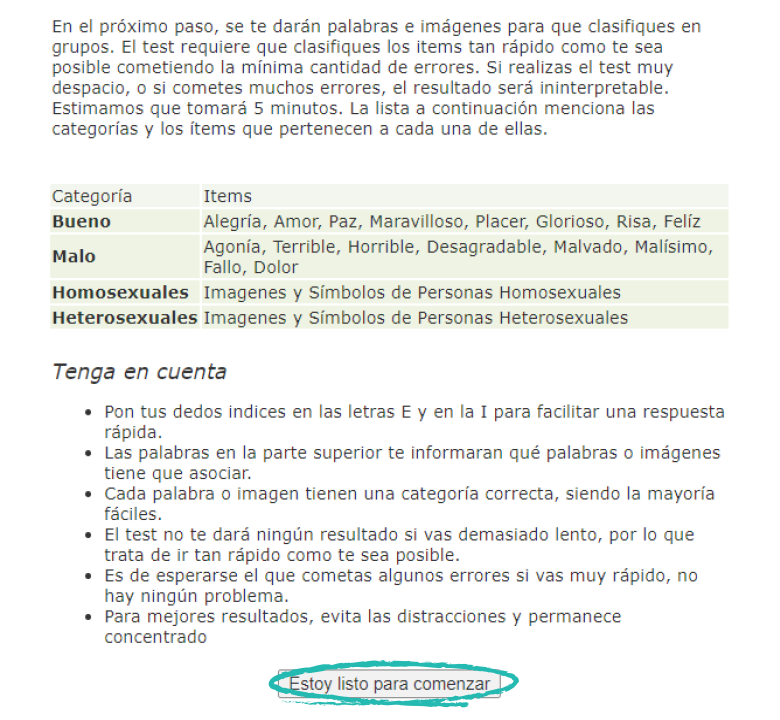 En el próximo paso, se te darán palabras e imágenes para que clasifiques en
grupos. El test requiere que clasifiques los items tan rápido como te sea
posible cometiendo la mínima cantidad de errores. Si realizas el test muy
despacio, o si cometes muchos errores, el resultado será ininterpretable.
Estimamos que tomará 5 minutos. La lista a continuación menciona las
categorías y los ítems que pertenecen a cada una de ellas.
Categoría Items
Bueno Alegría, Amor, Paz, Maravilloso, Placer, Glorioso, Risa, Felíz
Malo Agonía, Terrible, Horrible, Desagradable, Malvado, Malísimo,
Fallo, Dolor
Homosexuales Imagenes y Símbolos de Personas Homosexuales
Heterosexuales Imagenes y Símbolos de Personas Heterosexuales
Tenga en cuenta
• Pon tus dedos indices en las letras E y en la I para facilitar una respuesta
rápida.
• Las palabras en la parte superior te informaran qué palabras o imágenes
tiene que asociar.
• Cada palabra o imagen tienen una categoría correcta, siendo la mayoría
fáciles.
• El test no te dará ningún resultado si vas demasiado lento, por lo que
trata de ir tan rápido como te sea posible.
• Es de esperarse el que cometas algunos errores si vas muy rápido, no
hay ningún problema.
• Para mejores resultados, evita las distracciones y permanece
concentrado
Estoy listo para comenzar